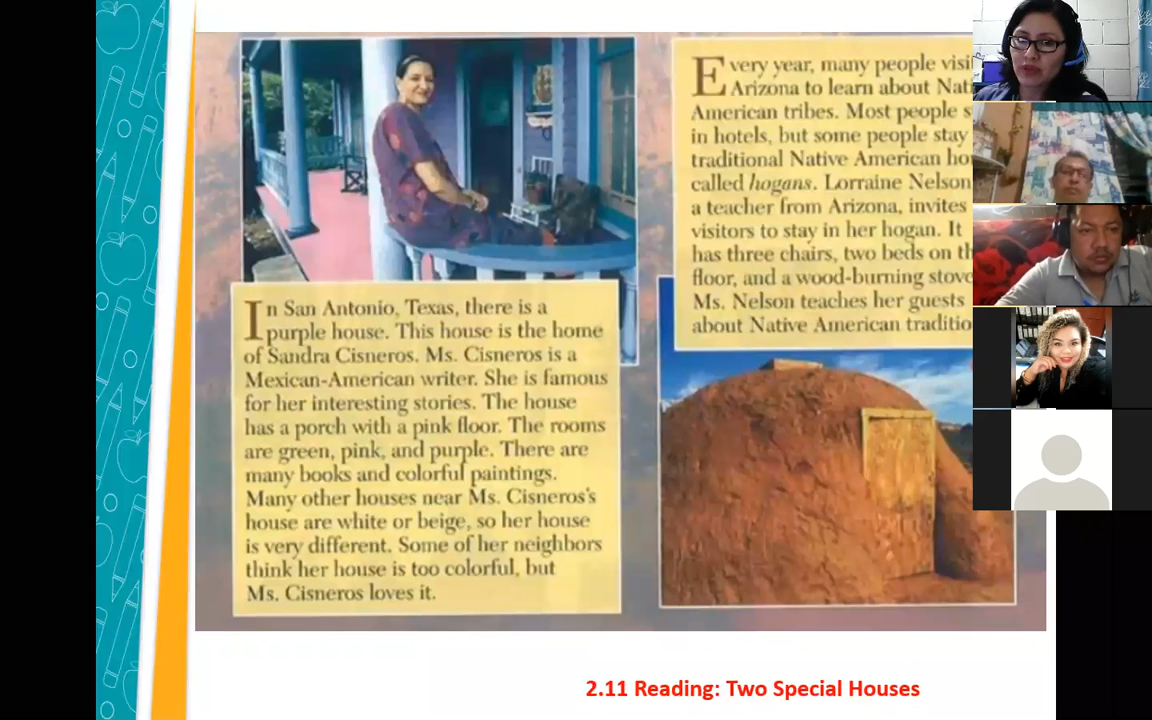 In San Antonio, Texas, there is a
purple house. This house is the home
of Sandra Cisneros. Ms. Cisneros is a
Mexican-American writer. She is famous
for her interesting stories. The house
has a porch with a pink floor. The rooms
are green, pink, and purple. There are
many books and colorful paintings.
Many other houses near Ms. Cisneros's
house are white or beige, so her house
is very different. Some of her neighbors
think her house is too colorful, but
Ms. Cisneros loves it.
Every year, many people visi
Arizona to learn about Nat
American tribes. Most people s
in hotels, but some people stay
traditional Native American ho
called hogans. Lorraine Nelson
a teacher from Arizona, invites
visitors to stay in her hogan. It
has three chairs, two beds on th
floor, and a wood-burning stove
Ms. Nelson teaches her guests
about Native American traditio
2.11 Reading: Two Special Houses